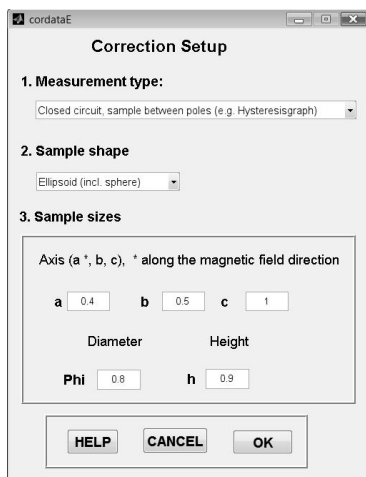 cordataE
Correction Setup
1. Measurement type:
Closed circuit, sample between poles (e.g. Hysteresisgraph)
2. Sample shape
Ellipsoid (incl. sphere)
3. Sample sizes
Axis (a *, b, c), * along the magnetic field direction
a 0.4 b 0.5 c 1
Diameter Height
Phi 0.8 h 0.9
HELP CANCEL OK